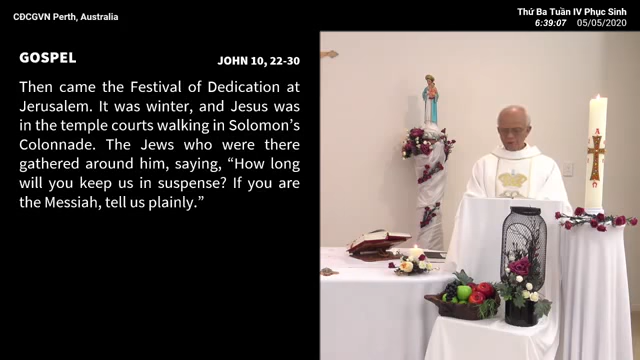 CĐCGVN Perth, Australia
Thứ Ba Tuần IV Phục Sinh
6:39:07 05/05/2020
GOSPEL
JOHN 10, 22-30
Then came the Festival of Dedication at
Jerusalem. It was winter, and Jesus was
in the temple courts walking in Solomon’s
Colonnade. The Jews who were there
gathered around him, saying, “How long
will you keep us in suspense? If you are
the Messiah, tell us plainly.”